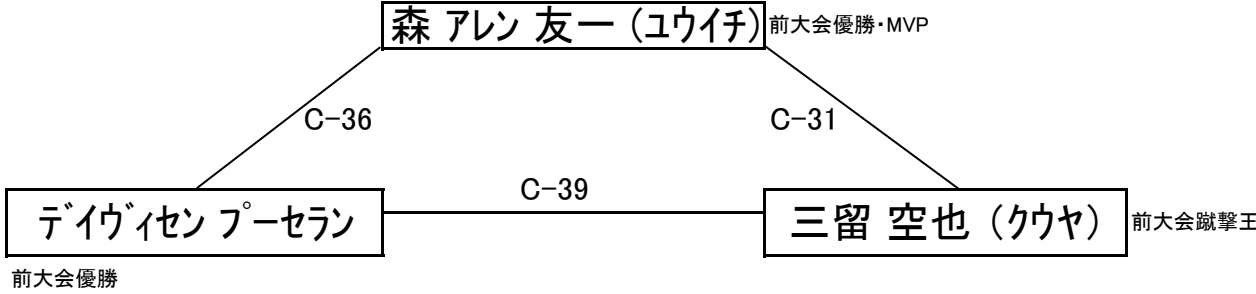 森 アレン 友一 (ユウイチ) 前大会優勝・MVP
C-36
C-31
C-39
デイヴィセン プーセラン
三留 空也 (クウヤ) 前大会蹴撃王
前大会優勝